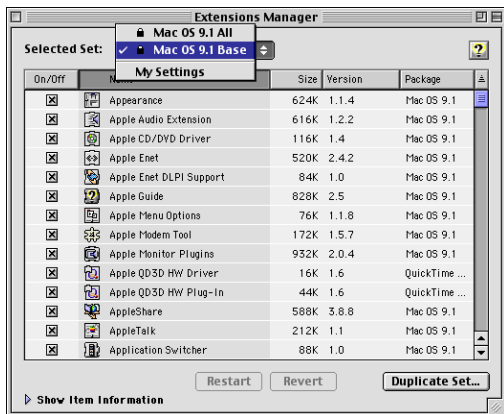 Extensions Manager
Mac OS 9.1 All
Selected Set: Mac OS 9.1 Base
My Settings
On/Off Size Version Package
Appearance 624K 1.1.4 Mac OS 9.1
Apple Audio Extension 616K 1.2.2 Mac OS 9.1
Apple CD/DVD Driver 116K 1.4 Mac OS 9.1
Apple Enet 520K 2.4.2 Mac OS 9.1
Apple Enet DLPI Support 84K 1.0 Mac OS 9.1
Apple Guide 828K 2.5 Mac OS 9.1
Apple Menu Options 76K 1.1.8 Mac OS 9.1
Apple Modem Tool 172K 1.5.7 Mac OS 9.1
Apple Monitor Plugins 932K 2.0.4 Mac OS 9.1
Apple QD3D HW Driver 16K 1.6 QuickTime ...
Apple QD3D HW Plug-In 44K 1.6 QuickTime ...
AppleShare 588K 3.8.8 Mac OS 9.1
AppleTalk 212K 1.1 Mac OS 9.1
Application Switcher 88K 1.0 Mac OS 9.1
Restart Revert Duplicate Set...
Show Item Information